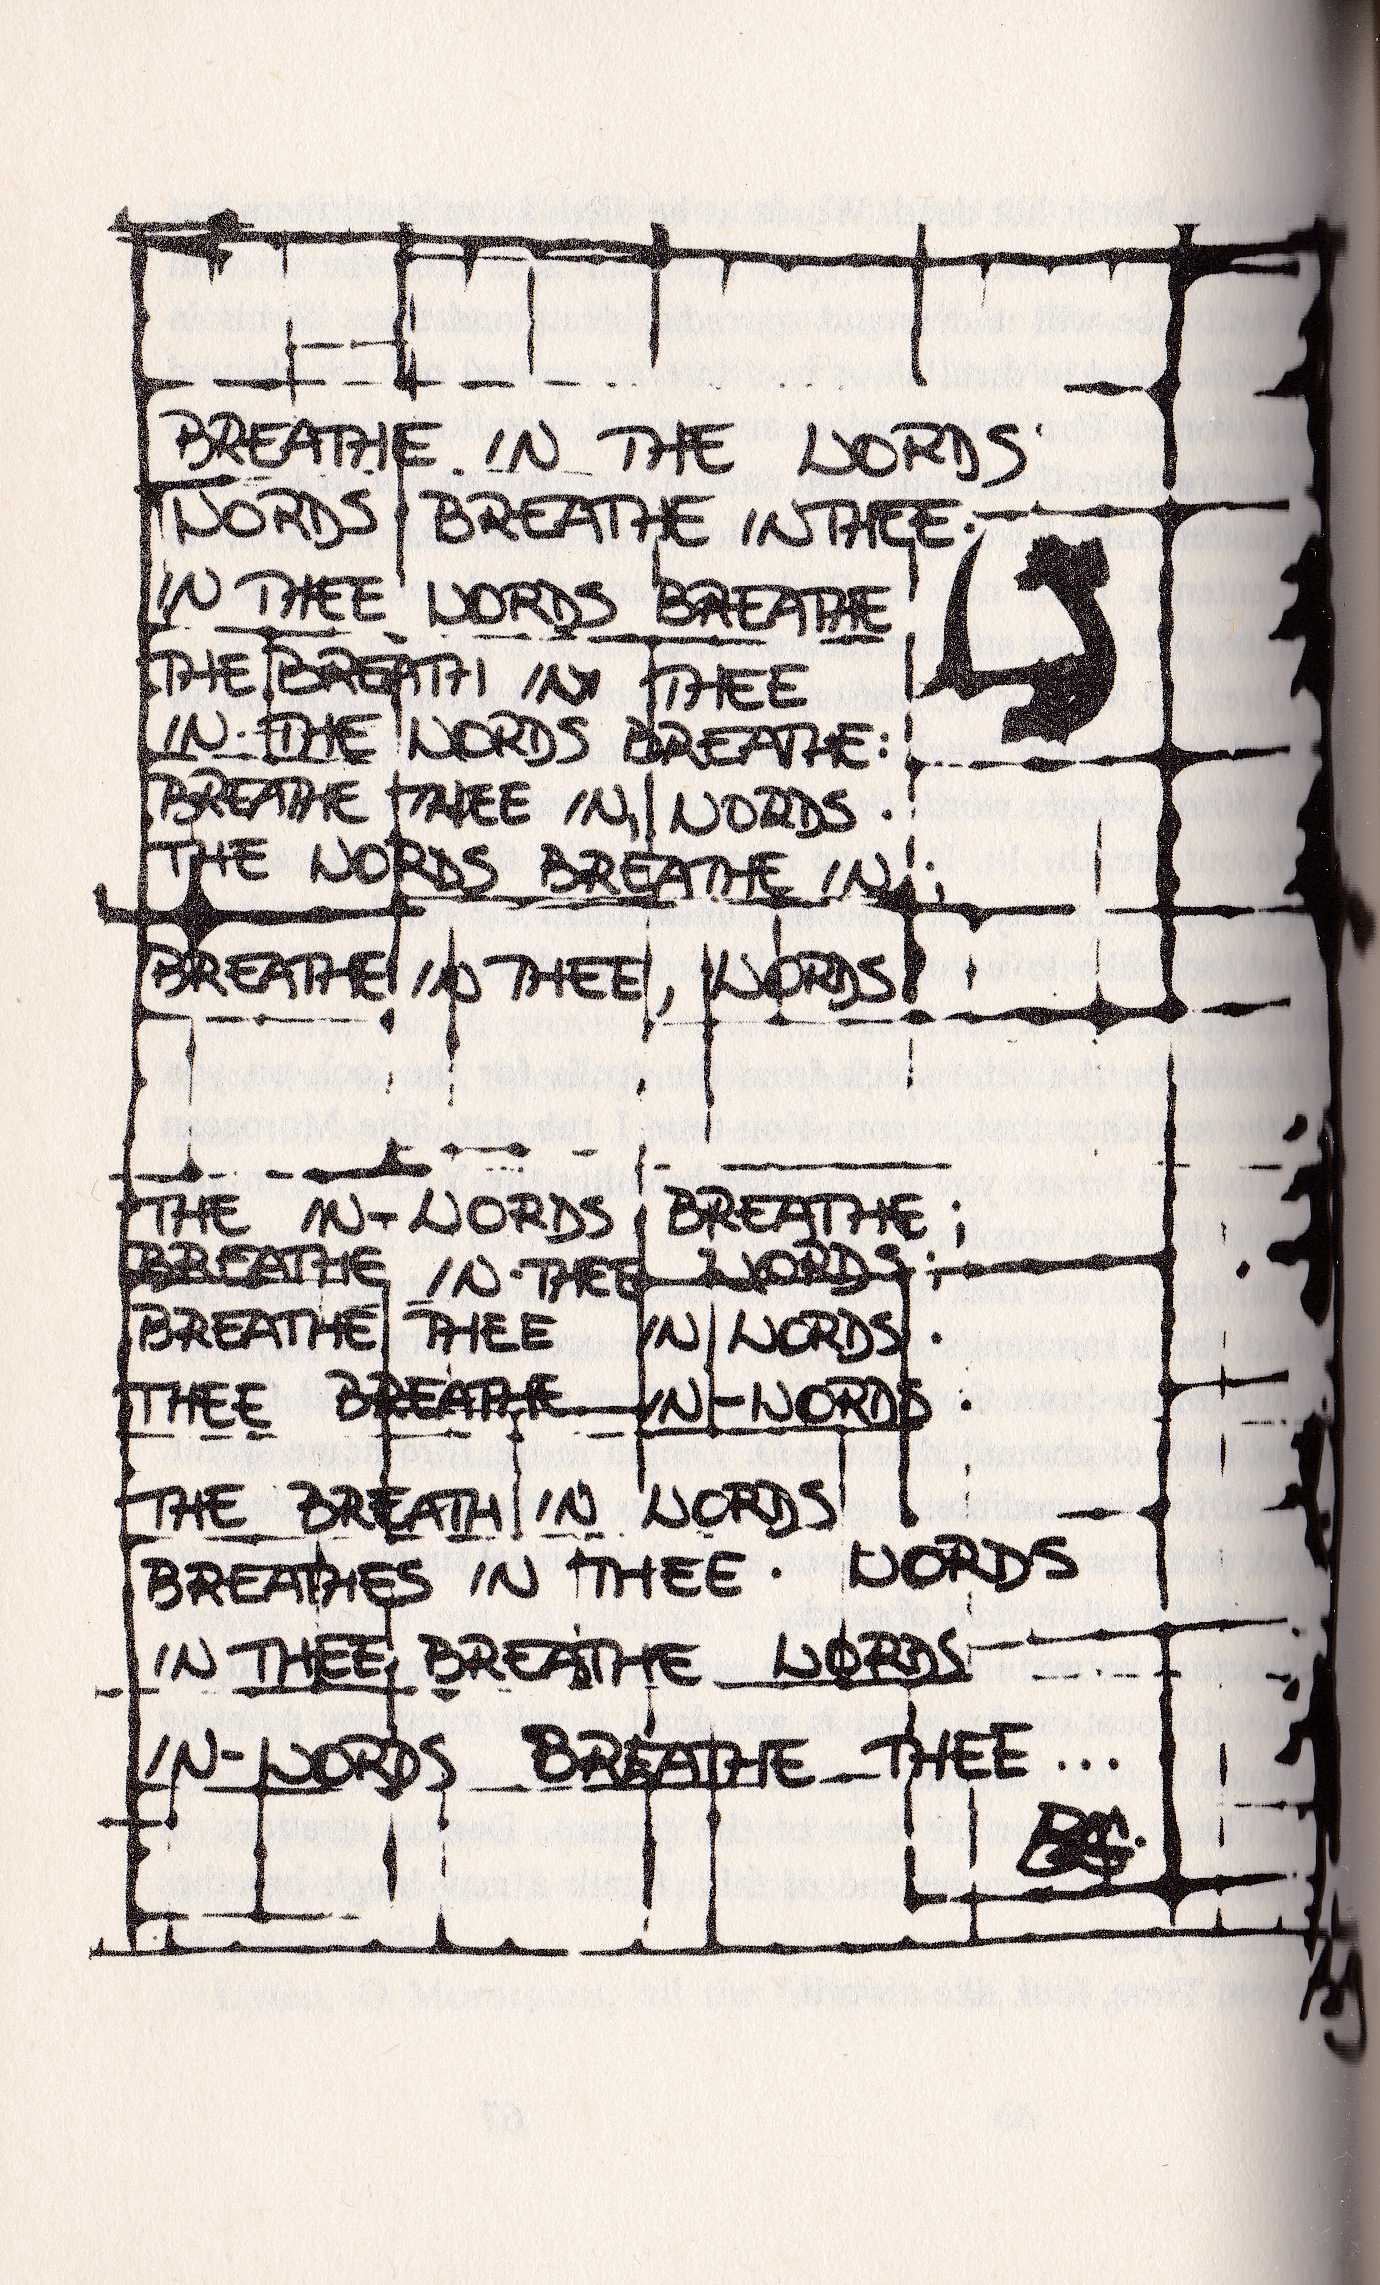 BREATHE IN THE WORDS
WORDS BREATHE IN THEE.
IN THEE WORDS BREATHE
THE BREATH IN THEE
IN THE WORDS BREATHE:
BREATHE THEE IN, WORDS.
THE WORDS BREATHE IN;
BREATHE IN THEE, WORDS
THE IN-WORDS BREATHE;
BREATHE IN THEE WORDS;
BREATHE THEE IN WORDS.
THEE BREATHE IN-WORDS.
THE BREATH IN WORDS
BREATHES IN THEE. WORDS
IN THEE BREATHE WORDS
IN-WORDS BREATHE THEE...